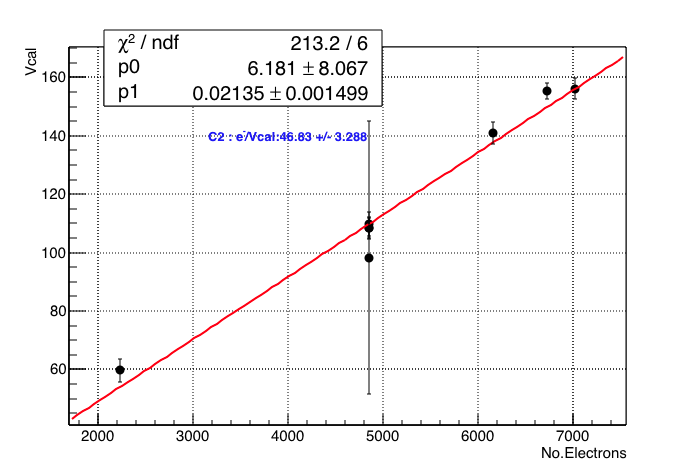 χ² / ndf 213.2 / 6
p0 6.181 ± 8.067
p1 0.02135 ± 0.001499
Vcal
C2 : e⁻/Vcal:46.83 +/- 3.288
160
140
120
100
80
60
2000 3000 4000 5000 6000 7000
No.Electrons